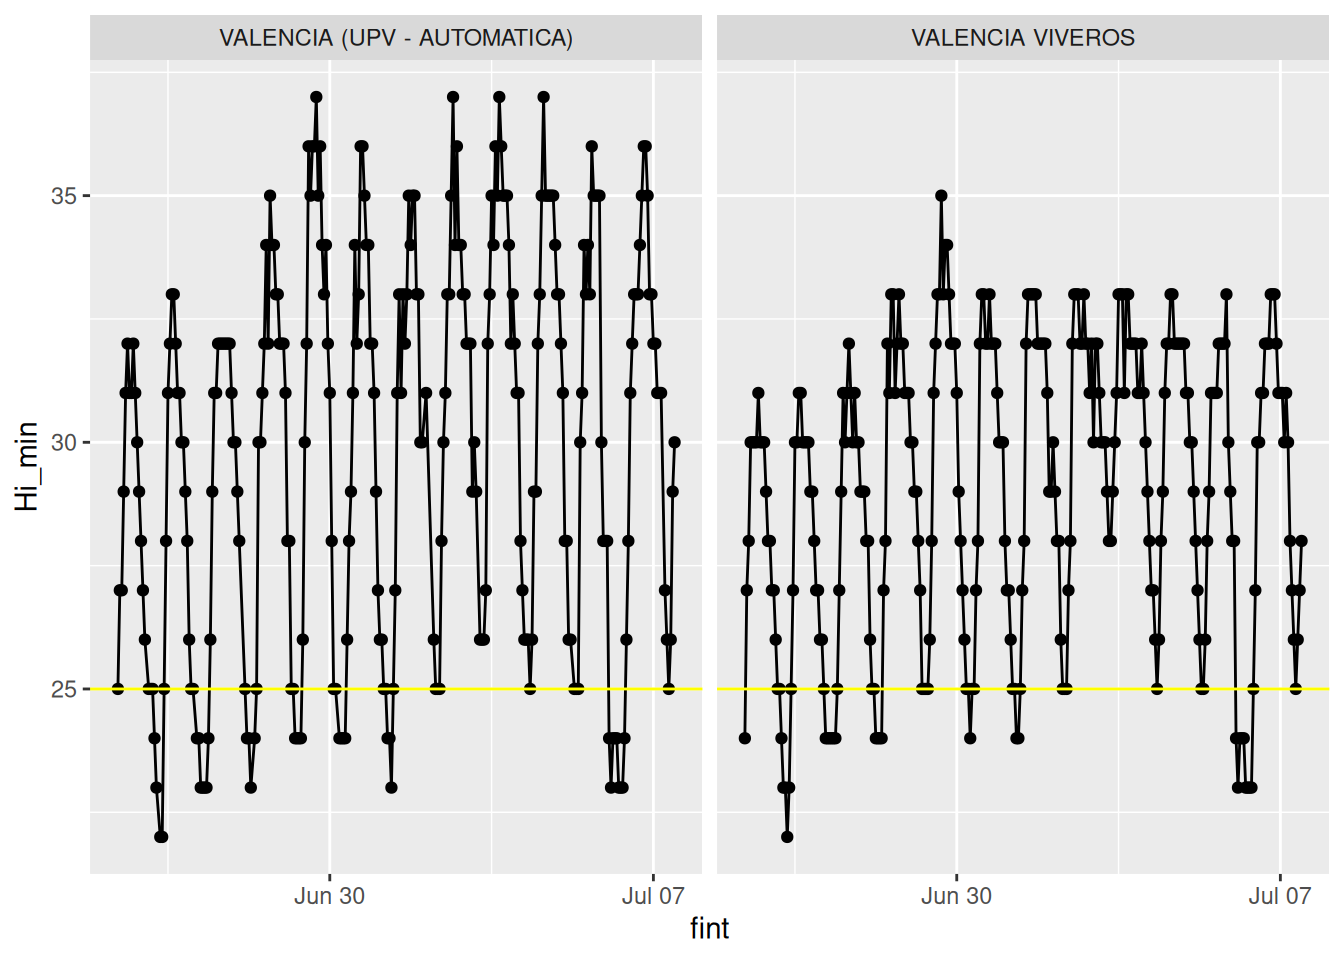 VALENCIA (UPV - AUTOMATICA)
VALENCIA VIVEROS
35
30
25
Hi_min
Jun 30
Jul 07
Jun 30
Jul 07
fint